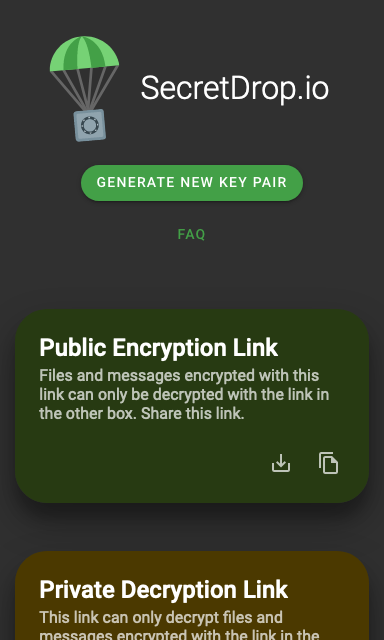 SecretDrop.io
GENERATE NEW KEY PAIR
FAQ
Public Encryption Link
Files and messages encrypted with this
link can only be decrypted with the link in
the other box. Share this link.
Private Decryption Link
This link can only decrypt files and
messages encrypted with the link in the